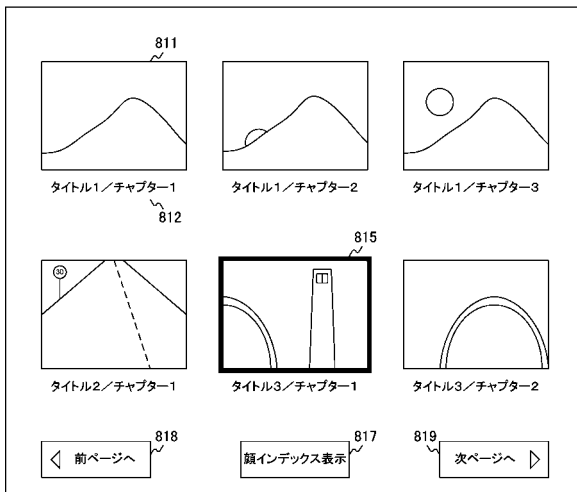 811
タイトル1／チャプター1
タイトル1／チャプター2
タイトル1／チャプター3
812
815
30
タイトル2／チャプター1
タイトル3／チャプター1
タイトル3／チャプター2
818
817
819
前ページへ
顔インデックス表示
次ページへ